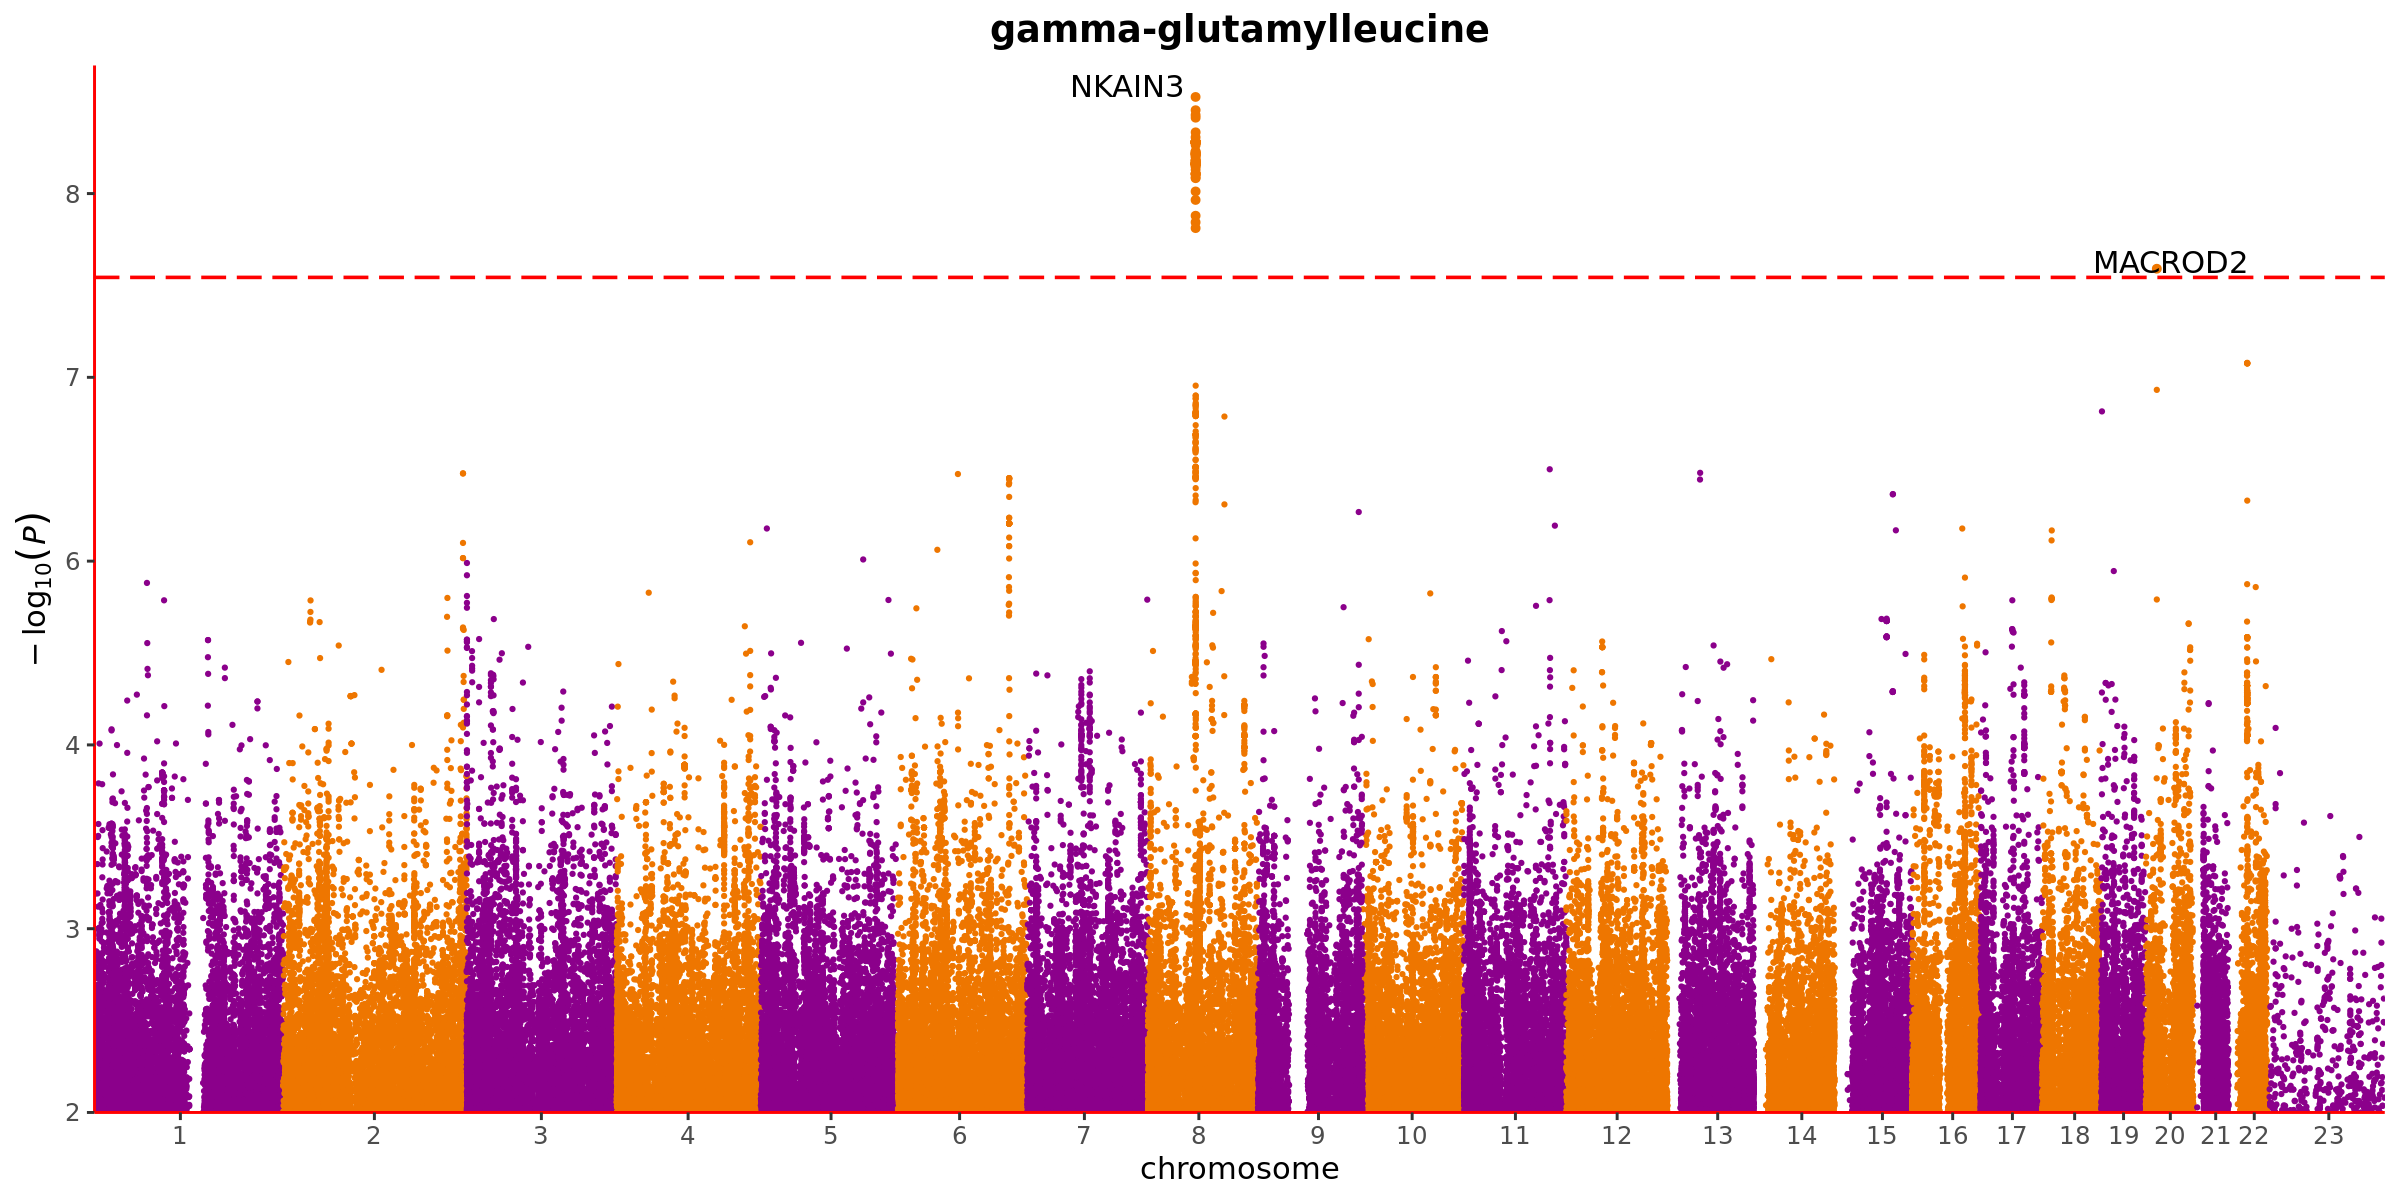 gamma-glutamylleucine
NKAIN3
MACROD2
8
7
6
4
3
2
−log₁₀(P)
1 2 3 4 5 6 7 8 9 10 11 12 13 14 15 16 17 18 19 20 21 22 23
chromosome